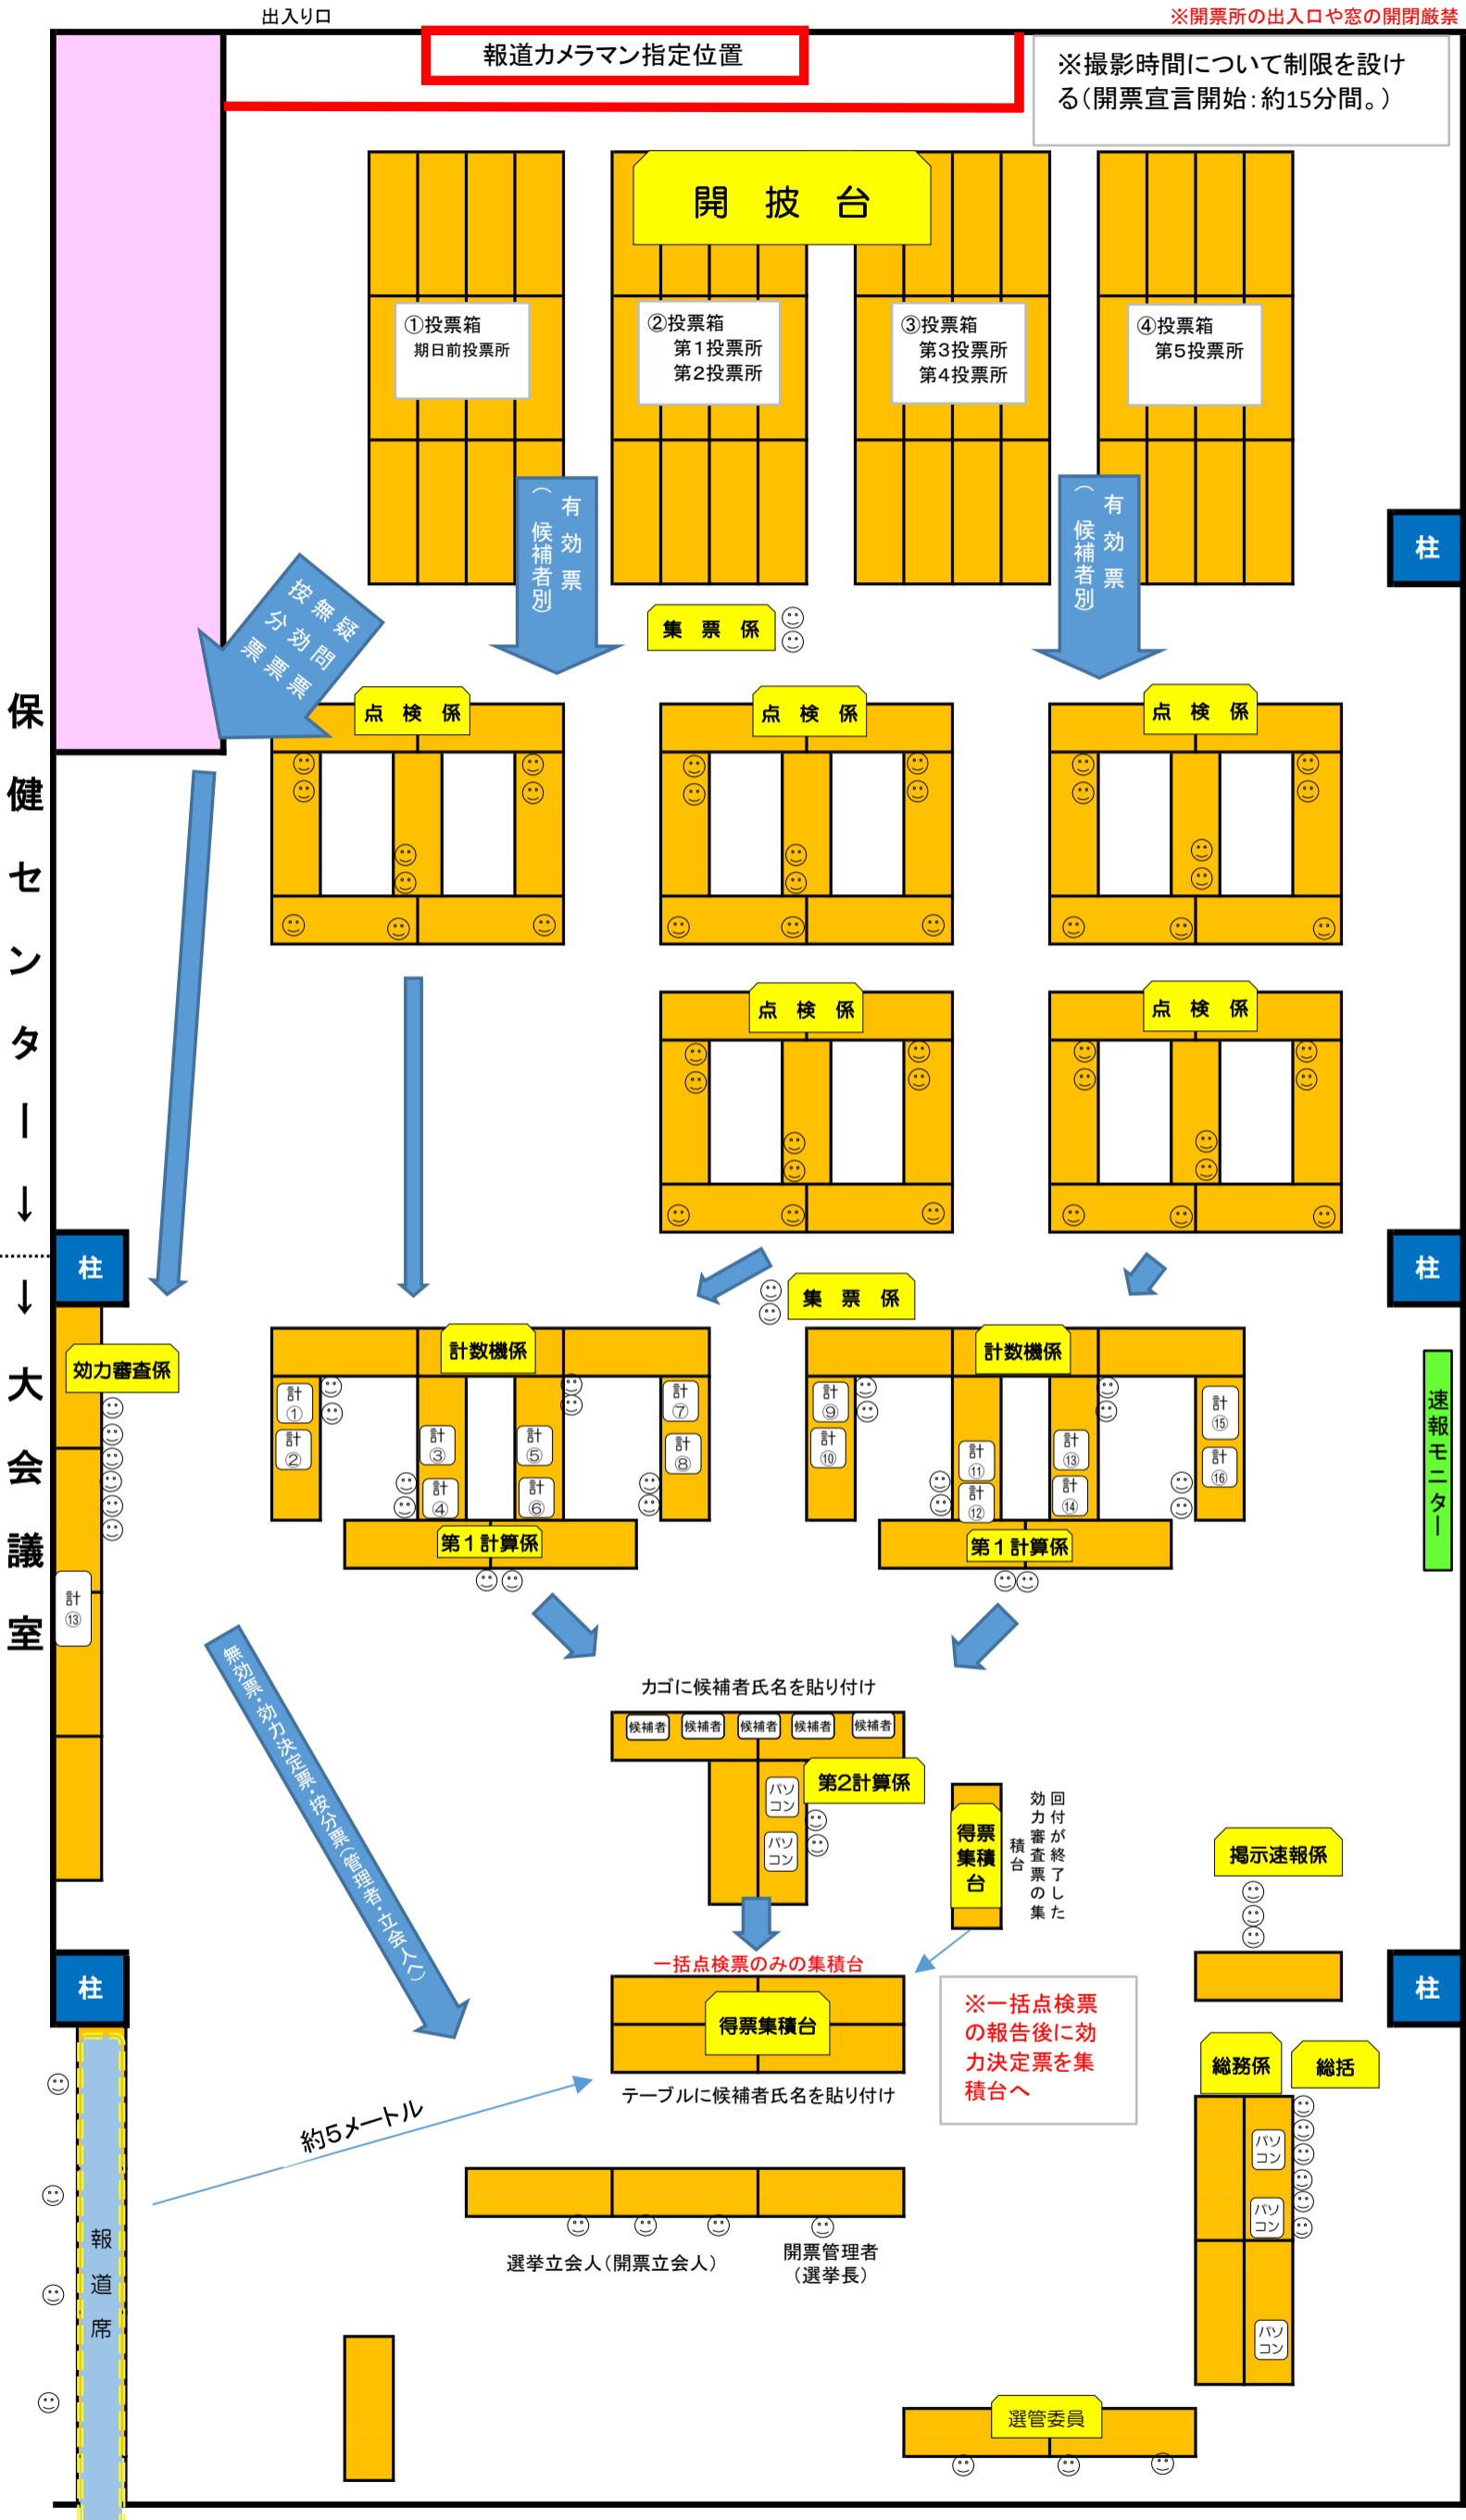 出入り口
※開票所の出入口や窓の開閉厳禁
報道カメラマン指定位置
※撮影時間について制限を設け
る（開票宣言開始：約15分間。）
開　披　台
①投票箱
期日前投票所
②投票箱
第１投票所
第２投票所
③投票箱
第３投票所
第４投票所
④投票箱
第５投票所
有効票
（候補者別）
有効票
（候補者別）
柱
疑問票
無効票
按分票
集　票　係
点　検　係
点　検　係
点　検　係
保健センター→
点　検　係
点　検　係
柱
柱
集　票　係
→大会議室
効力審査係
計数機係
計数機係
計
①
計
②
計
③
計
④
計
⑤
計
⑥
計
⑦
計
⑧
計
⑨
計
⑩
計
⑪
計
⑫
計
⑬
計
⑭
計
⑮
計
⑯
速報モニター
第１計算係
第１計算係
計
⑬
無効票・効力決定票・按分票（管理者・立会人へ）
カゴに候補者氏名を貼り付け
候補者
候補者
候補者
候補者
候補者
第２計算係
パソ
コン
パソ
コン
得票
集積
台
回付が終了した
効力審査票の集
積台
掲示速報係
一括点検票のみの集積台
得票集積台
テーブルに候補者氏名を貼り付け
※一括点検票
の報告後に効
力決定票を集
積台へ
柱
柱
総務係
総括
パソ
コン
パソ
コン
パソ
コン
約５メートル
報道席
選挙立会人（開票立会人）
開票管理者
（選挙長）
選管委員